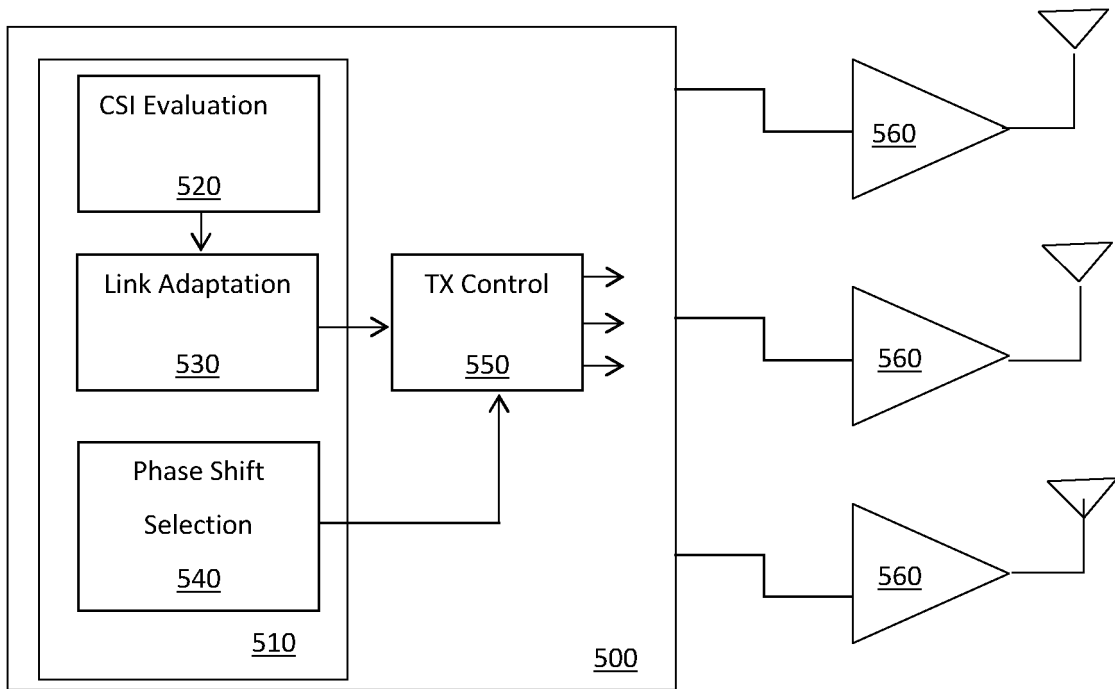 CSI Evaluation
520
Link Adaptation
530
Phase Shift
Selection
540
510
TX Control
550
500
560
560
560